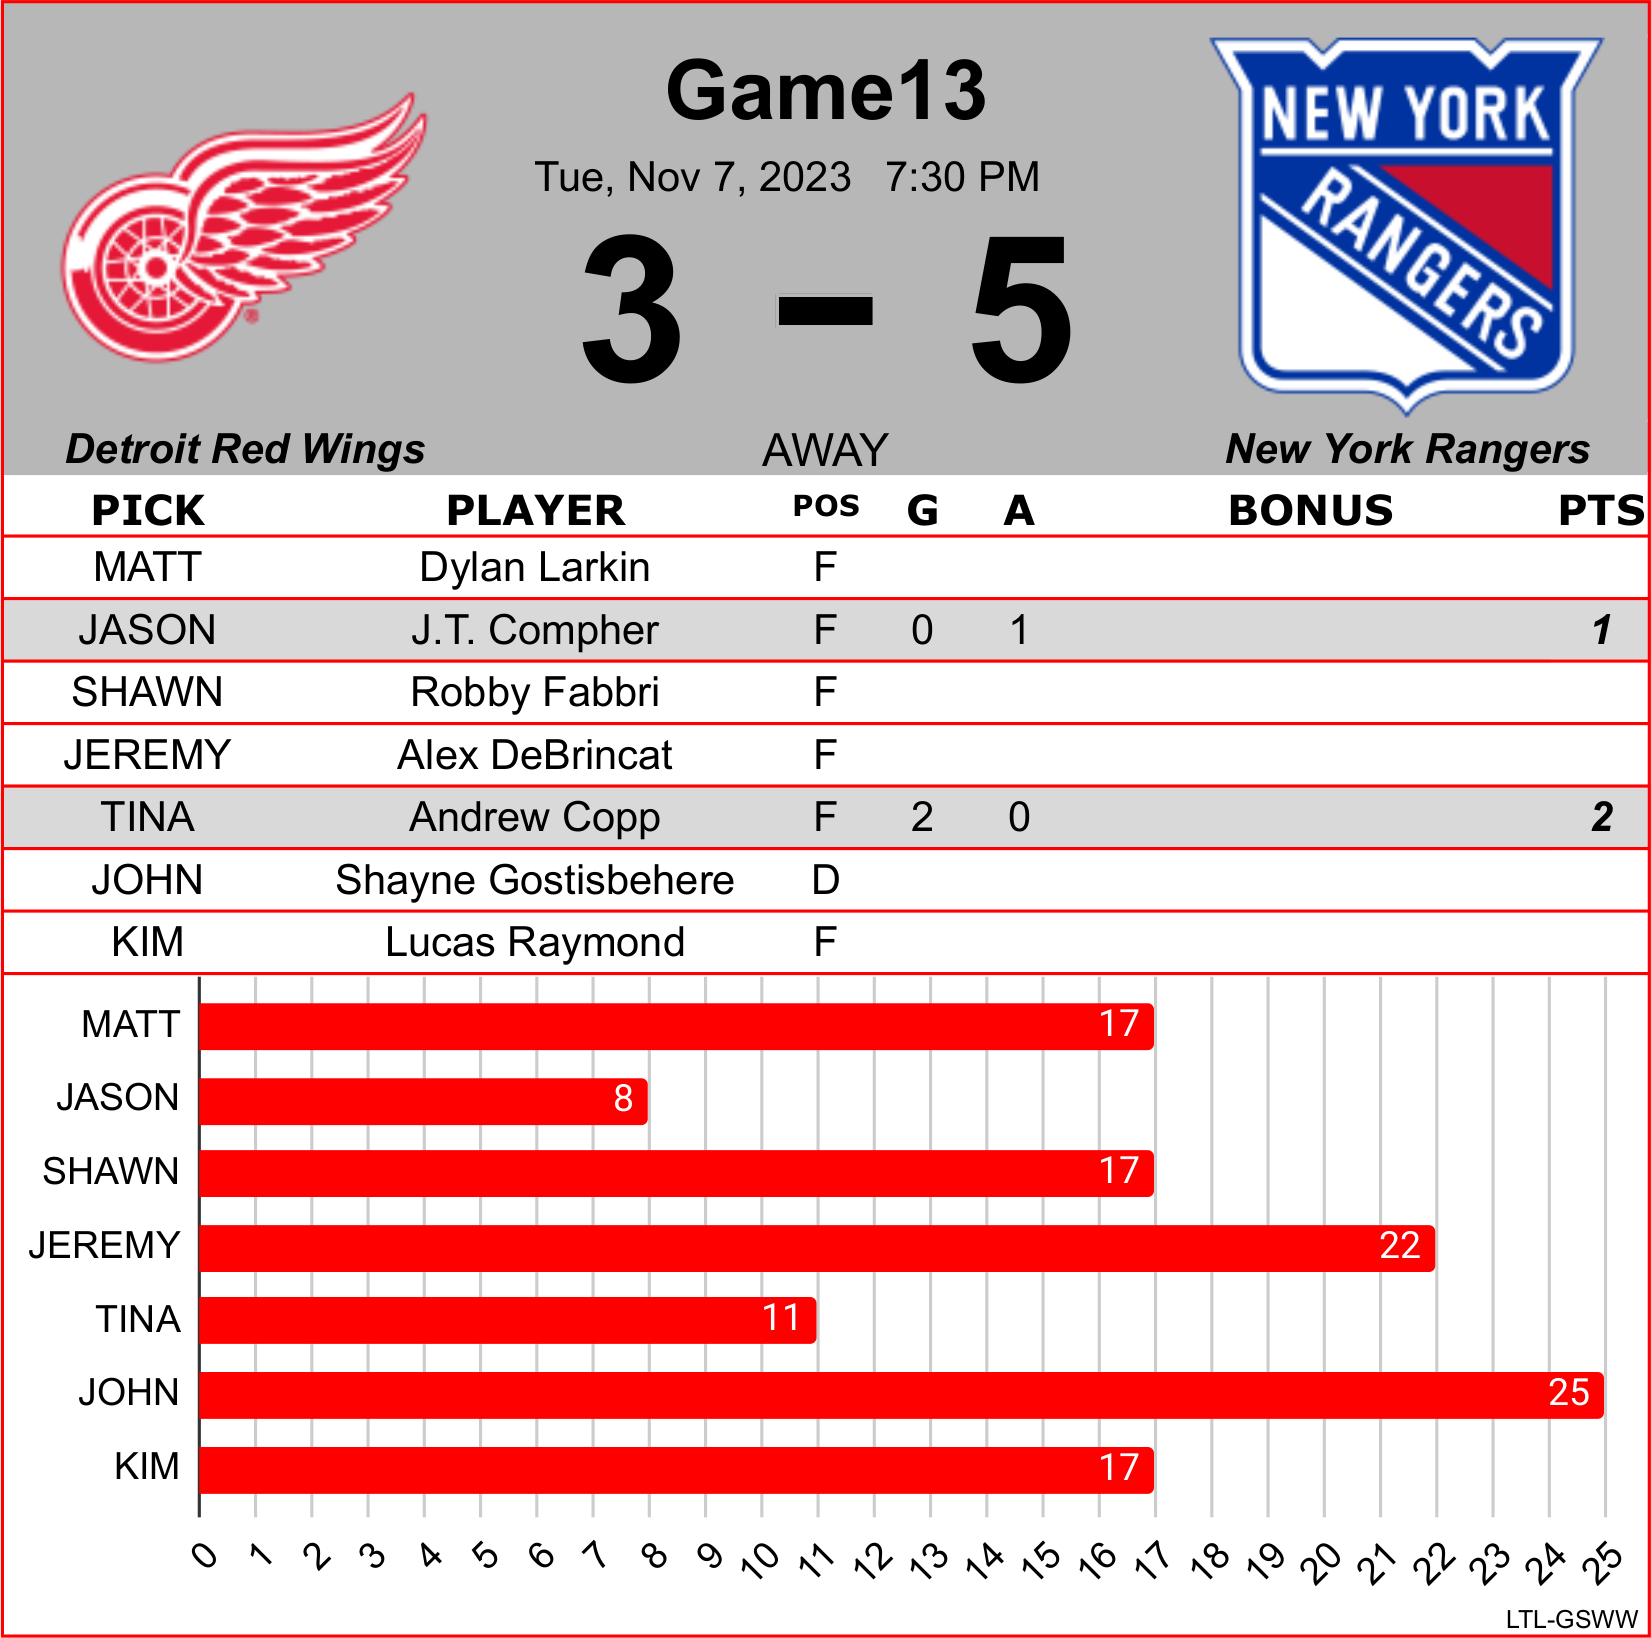 Game13
Tue, Nov 7, 2023 7:30 PM
NEW YORK
RANGERS
3 - 5
Detroit Red Wings AWAY New York Rangers
PICK PLAYER POS G A BONUS PTS
MATT Dylan Larkin F
JASON J.T. Compher F 0 1 1
SHAWN Robby Fabbri F
JEREMY Alex DeBrincat F
TINA Andrew Copp F 2 0 2
JOHN Shayne Gostisbehere D
KIM Lucas Raymond F
MATT 17
JASON 8
SHAWN 17
JEREMY 22
TINA 11
JOHN 25
KIM 17
0 1 2 3 4 5 6 7 8 9 10 11 12 13 14 15 16 17 18 19 20 21 22 23 24 25
LTL-GSWW